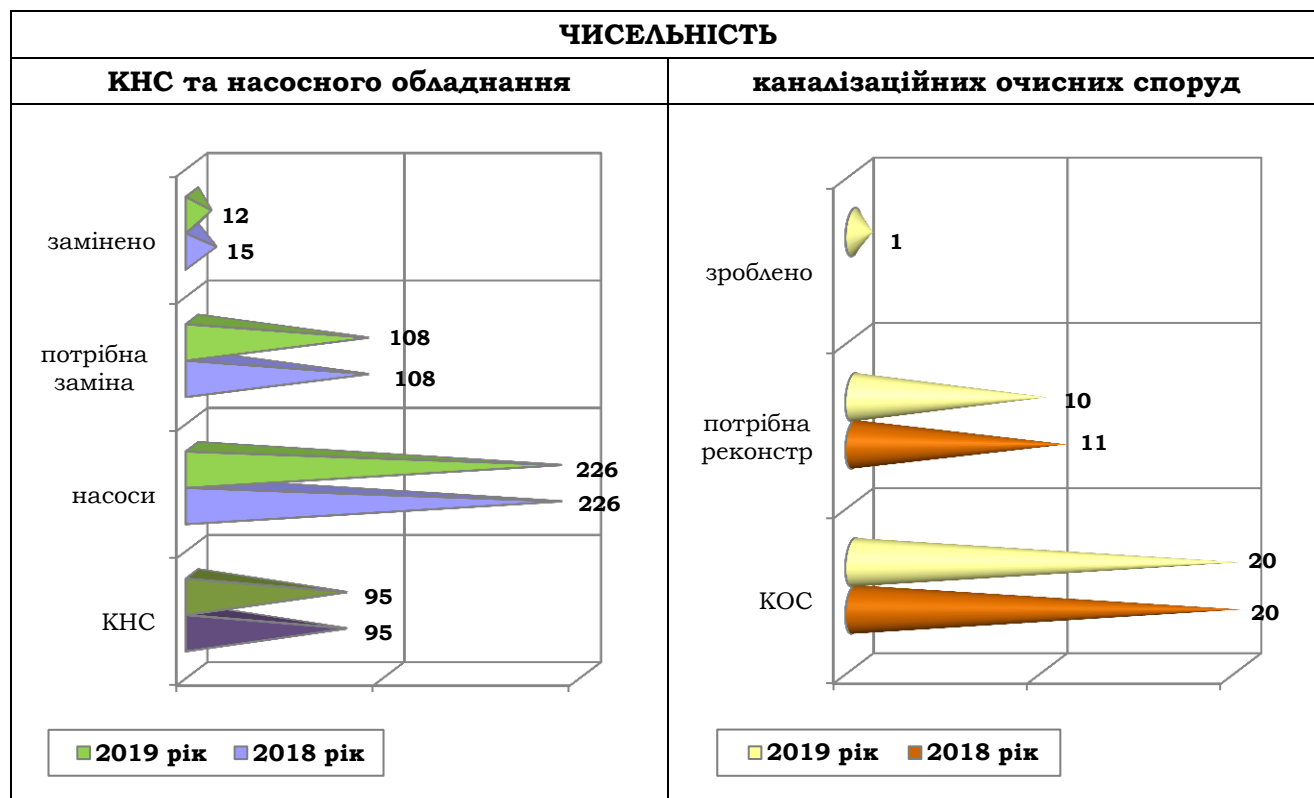 ЧИСЕЛЬНІСТЬ
КНС та насосного обладнання
каналізаційних очисних споруд
замінено
12
15
потрібна
заміна
108
108
насоси
226
226
КНС
95
95
2019 рік
2018 рік
зроблено
1
потрібна
реконстр
10
11
КОС
20
20
2019 рік
2018 рік